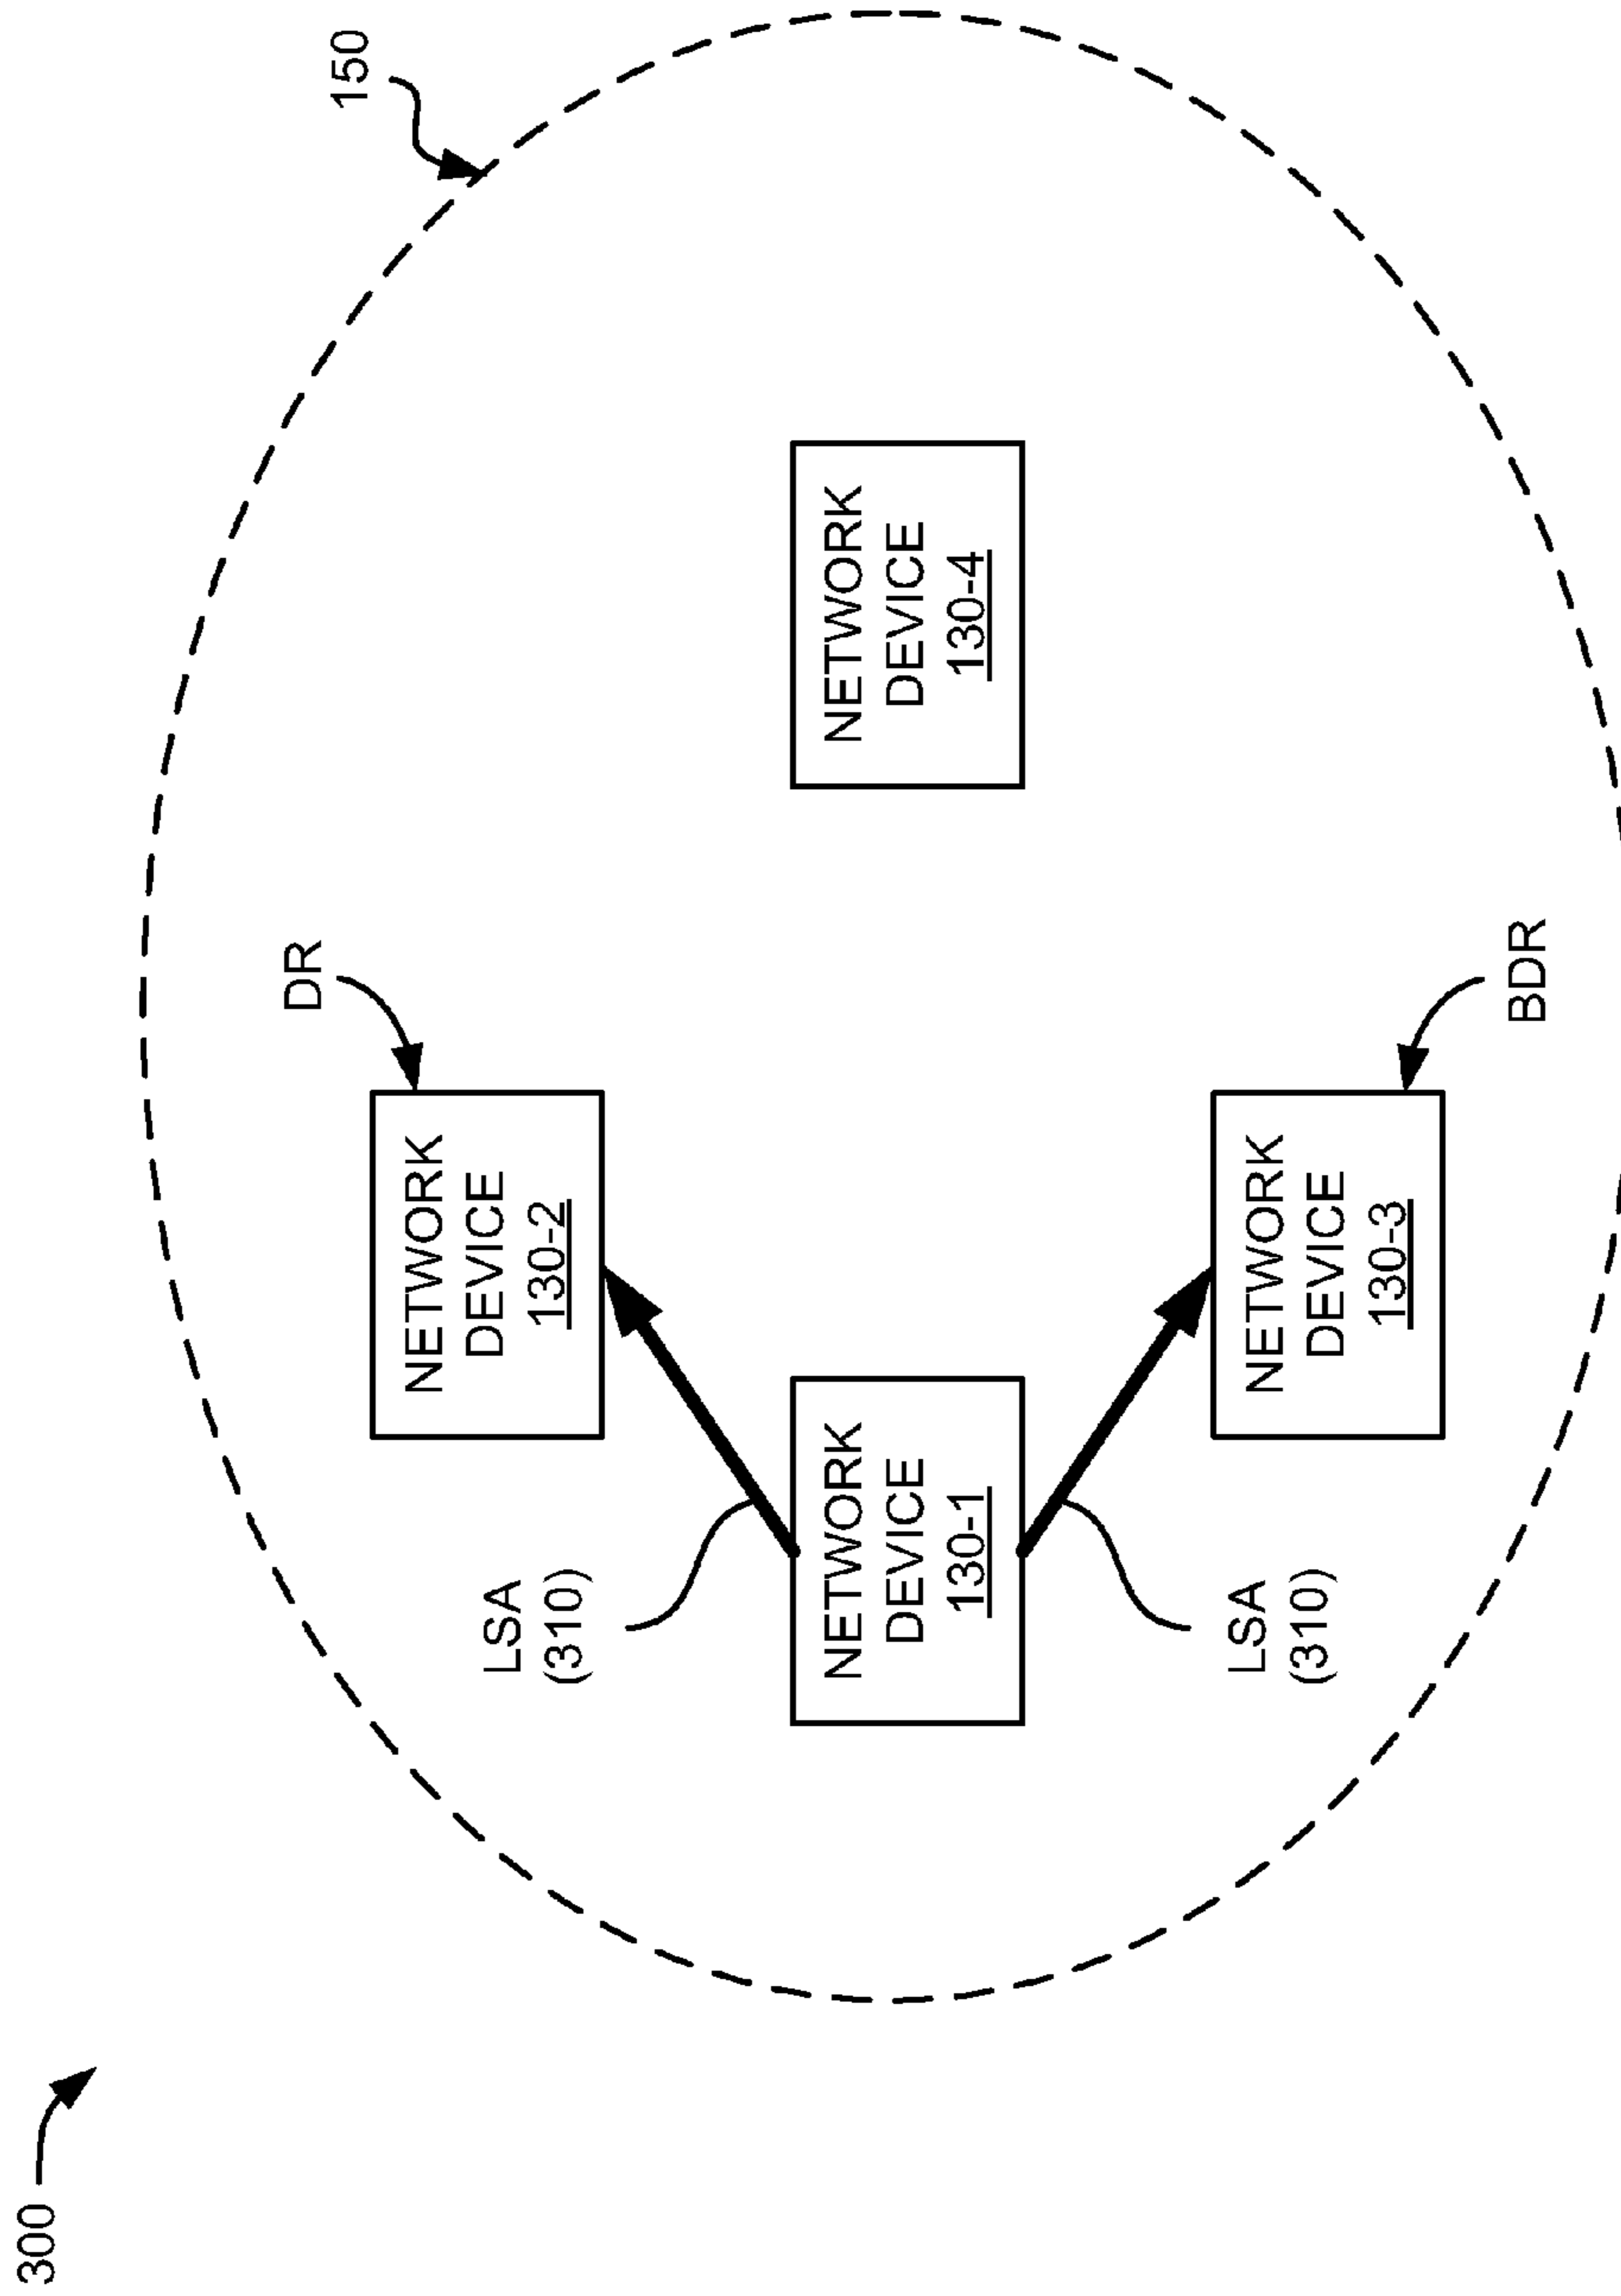 300
150
DR
NETWORK
DEVICE
130-2
LSA
(310)
NETWORK
DEVICE
130-1
NETWORK
DEVICE
130-4
LSA
(310)
NETWORK
DEVICE
130-3
BDR